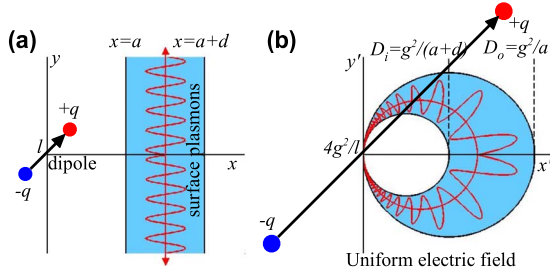 (a)
y
x=a
x=a+d
+q
l
dipole
-q
x
surface plasmons
(b)
y'
+q
D_i=g²/(a+d)
D_o=g²/a
4g²/l
x'
-q
Uniform electric field